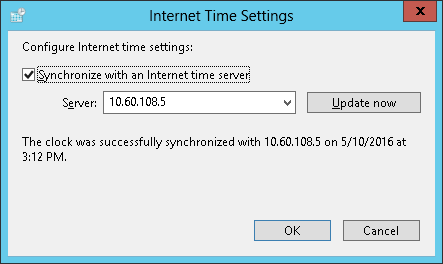 Internet Time Settings
x
Configure Internet time settings:
Synchronize with an Internet time server
Server: 10.60.108.5 Update now
The clock was successfully synchronized with 10.60.108.5 on 5/10/2016 at
3:12 PM.
OK Cancel